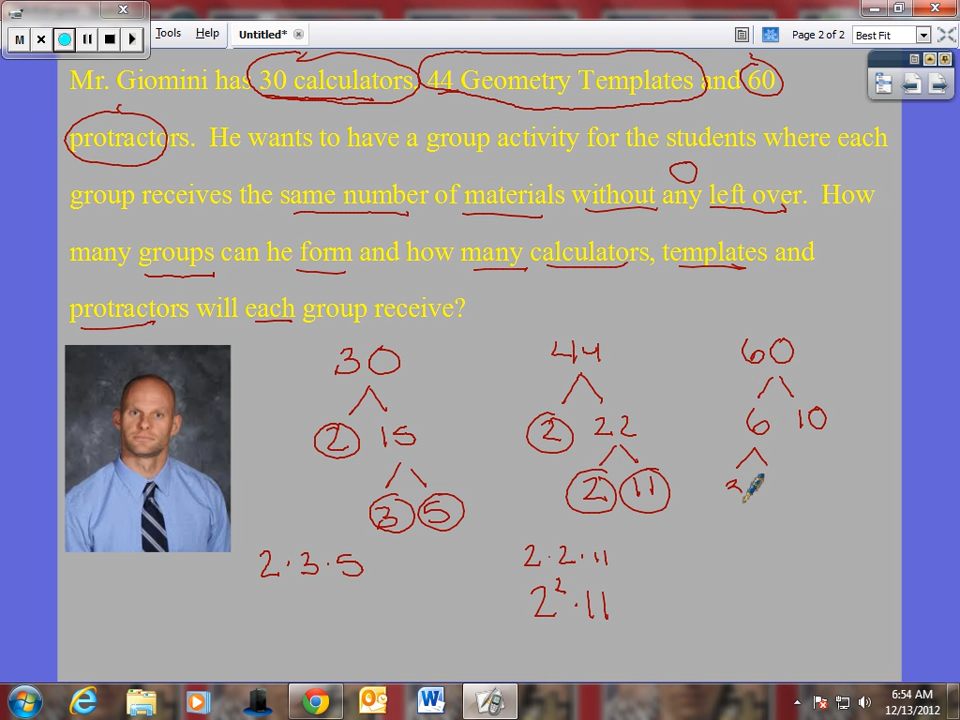 Tools Help Untitled* Page 2 of 2 Best Fit
M
Mr. Giomini has 30 calculators, 44 Geometry Templates and 60
protractors. He wants to have a group activity for the students where each
group receives the same number of materials without any left over. How
many groups can he form and how many calculators, templates and
protractors will each group receive?
30 44 60
2 15 2 22 6 10
3 5 2 11
2 · 3 · 5 2 · 2 · 11
2² · 11
6:54 AM
12/13/2012